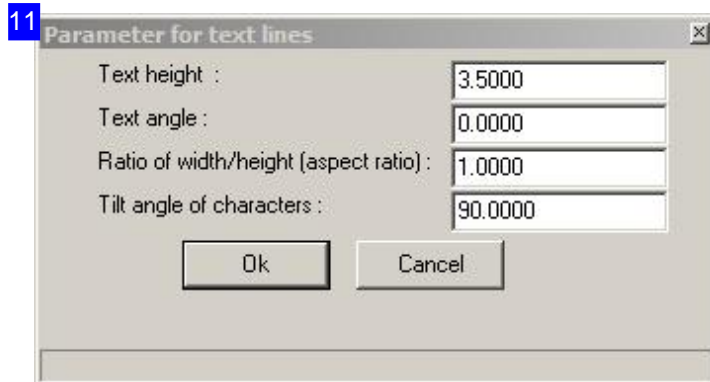 11
Parameter for text lines
Text height : 3.5000
Text angle : 0.0000
Ratio of width/height (aspect ratio) : 1.0000
Tilt angle of characters : 90.0000
Ok Cancel